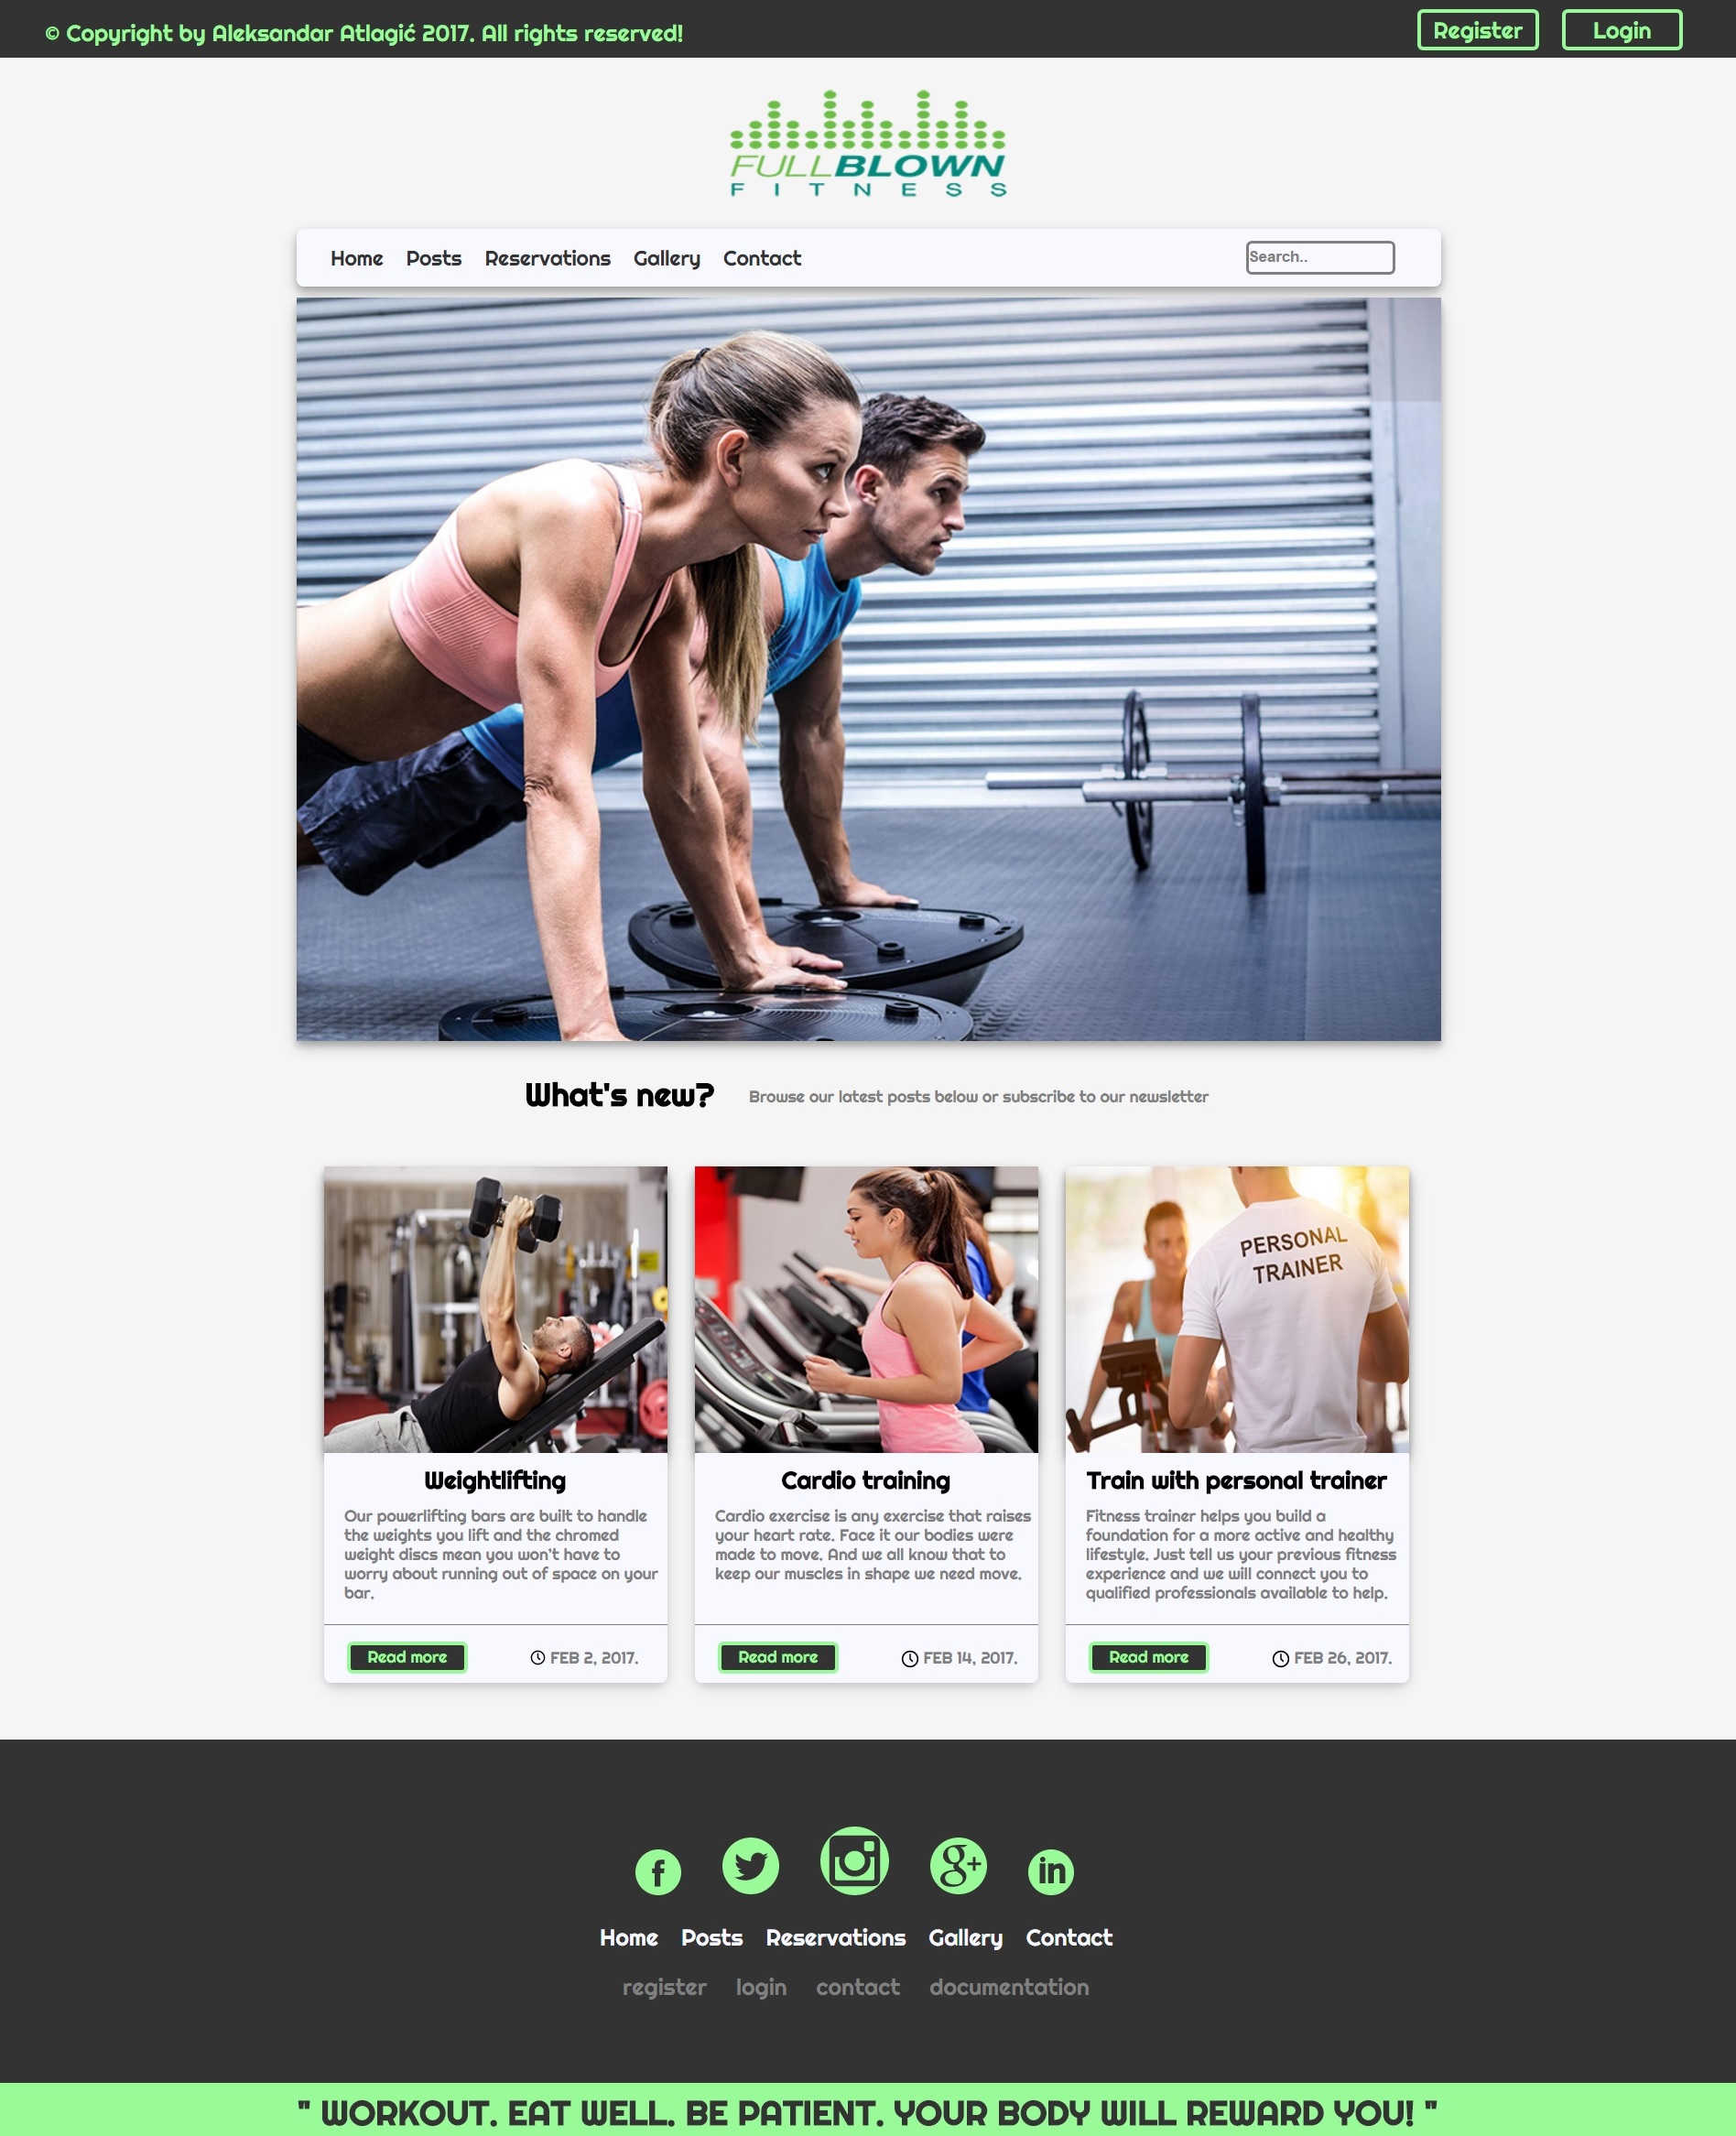 © Copyright by Aleksandar Atlagić 2017. All rights reserved!
Register
Login
FULLBLOWN
FITNESS
Home Posts Reservations Gallery Contact
Search..
What's new?
Browse our latest posts below or subscribe to our newsletter
PERSONAL
TRAINER
Weightlifting
Our powerlifting bars are built to handle
the weights you lift and the chromed
weight discs mean you won't have to
worry about running out of space on your
bar.
Read more
FEB 2, 2017.
Cardio training
Cardio exercise is any exercise that raises
your heart rate. Face it our bodies were
made to move. And we all know that to
keep our muscles in shape we need move.
Read more
FEB 14, 2017.
Train with personal trainer
Fitness trainer helps you build a
foundation for a more active and healthy
lifestyle. Just tell us your previous fitness
experience and we will connect you to
qualified professionals available to help.
Read more
FEB 26, 2017.
f
g+
in
Home Posts Reservations Gallery Contact
register login contact documentation
" WORKOUT. EAT WELL. BE PATIENT. YOUR BODY WILL REWARD YOU! "